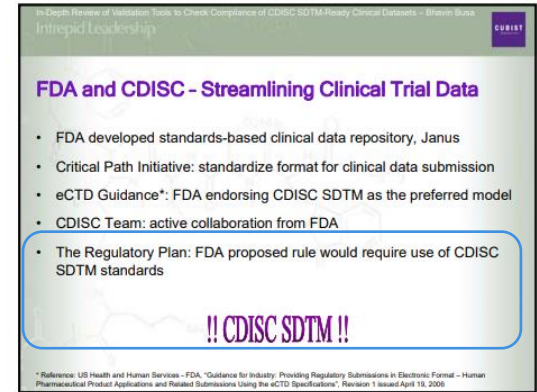 In-Depth Review of Validation Tools to Check Compliance of CDISC SDTM-Ready Clinical Datasets – Bhavin Busa
Intrepid Leadership
CUBIST
FDA and CDISC – Streamlining Clinical Trial Data
• FDA developed standards-based clinical data repository, Janus
• Critical Path Initiative: standardize format for clinical data submission
• eCTD Guidance*: FDA endorsing CDISC SDTM as the preferred model
• CDISC Team: active collaboration from FDA
• The Regulatory Plan: FDA proposed rule would require use of CDISC
SDTM standards
!! CDISC SDTM !!
* Reference: US Health and Human Services - FDA, "Guidance for Industry: Providing Regulatory Submissions in Electronic Format – Human
Pharmaceutical Product Applications and Related Submissions Using the eCTD Specifications", Revision 1 issued April 19, 2006